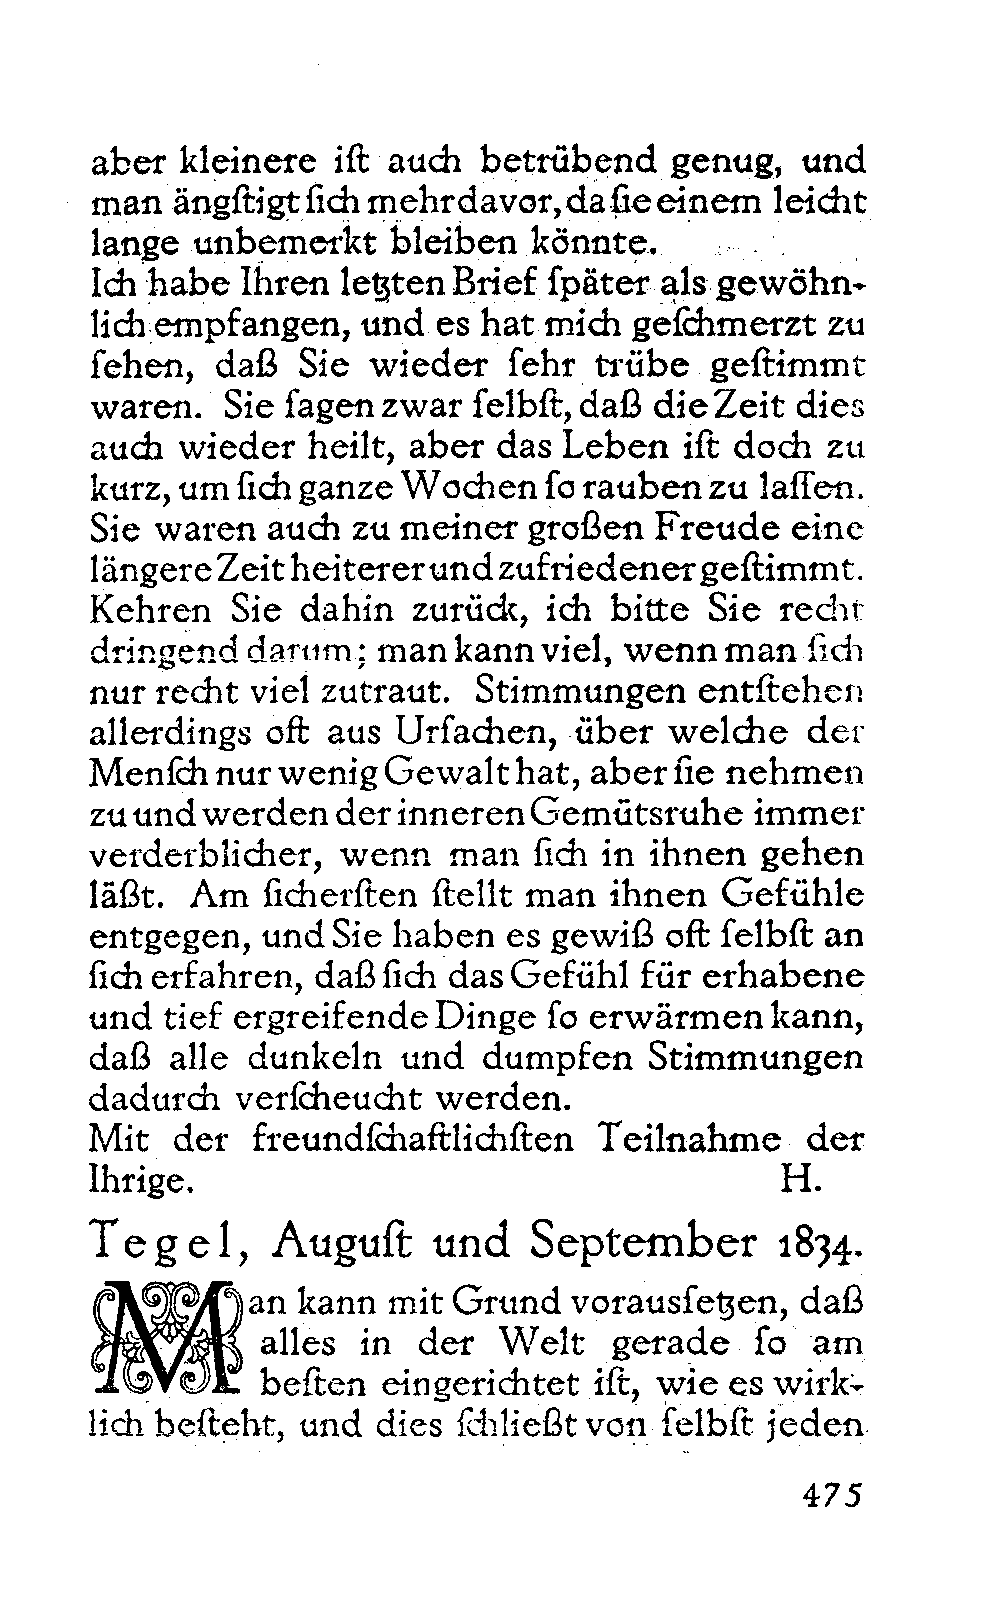 aber kleinere iſt auch betrübend genug, und
man ängſtigt ſich mehr davor, da ſie einem leicht
lange unbemerkt bleiben könnte.
Ich habe Ihren letzten Brief ſpäter als gewöhn-
lich empfangen, und es hat mich geſchmerzt zu
ſehen, daß Sie wieder ſehr trübe geſtimmt
waren. Sie ſagen zwar ſelbſt, daß die Zeit dies
auch wieder heilt, aber das Leben iſt doch zu
kurz, um ſich ganze Wochen ſo rauben zu laſſen.
Sie waren auch zu meiner großen Freude eine
längere Zeit heiterer und zufriedener geſtimmt.
Kehren Sie dahin zurück, ich bitte Sie recht
dringend darum; man kann viel, wenn man ſich
nur recht viel zutraut. Stimmungen entſtehen
allerdings oft aus Urſachen, über welche der
Menſch nur wenig Gewalt hat, aber ſie nehmen
zu und werden der inneren Gemütsruhe immer
verderblicher, wenn man ſich in ihnen gehen
läßt. Am ſicherſten ſtellt man ihnen Gefühle
entgegen, und Sie haben es gewiß oft ſelbſt an
ſich erfahren, daß ſich das Gefühl für erhabene
und tief ergreifende Dinge ſo erwärmen kann,
daß alle dunkeln und dumpfen Stimmungen
dadurch verſcheucht werden.
Mit der freundſchaftlichſten Teilnahme der
Ihrige. H.
Tegel, Auguſt und September 1834.
Man kann mit Grund vorausſetzen, daß
alles in der Welt gerade ſo am
beſten eingerichtet iſt, wie es wirk-
lich beſteht, und dies ſchließt von ſelbſt jeden
475